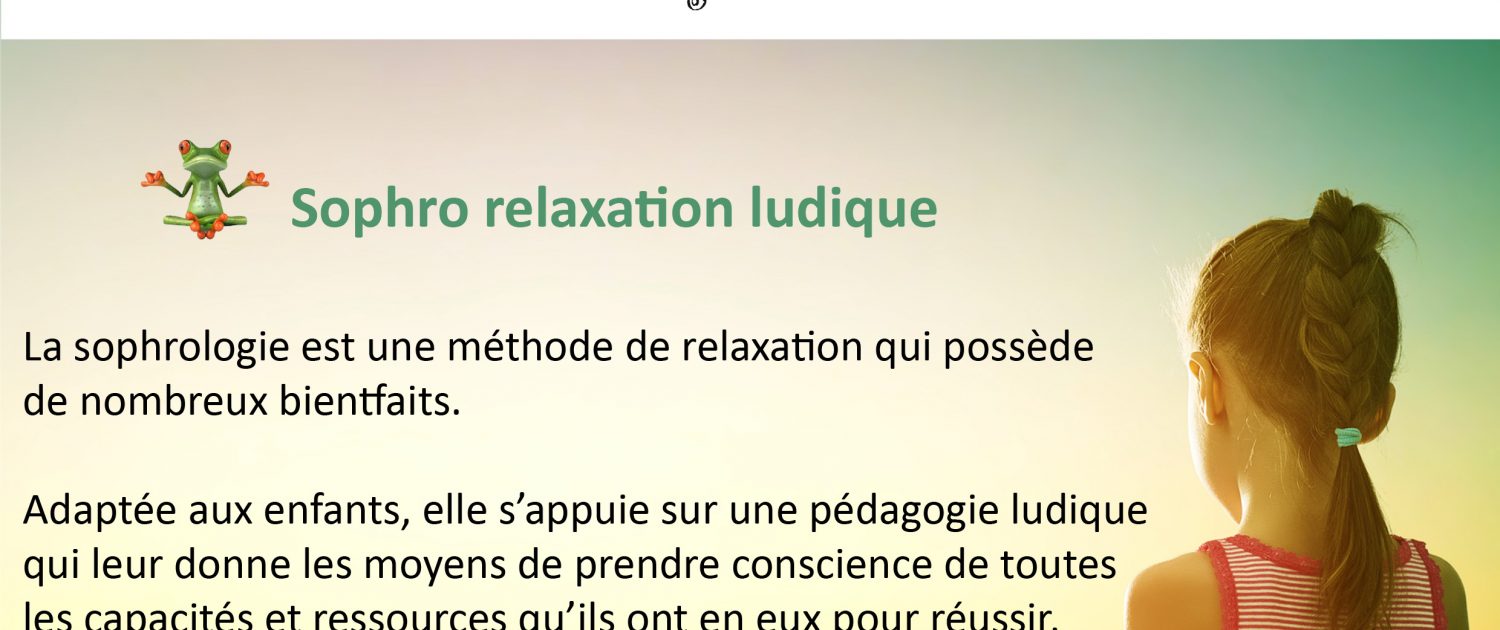 Sophro relaxation ludique
La sophrologie est une méthode de relaxation qui possède
de nombreux bientfaits.
Adaptée aux enfants, elle s’appuie sur une pédagogie ludique
qui leur donne les moyens de prendre conscience de toutes
les capacités et ressources qu’ils ont en eux pour réussir.